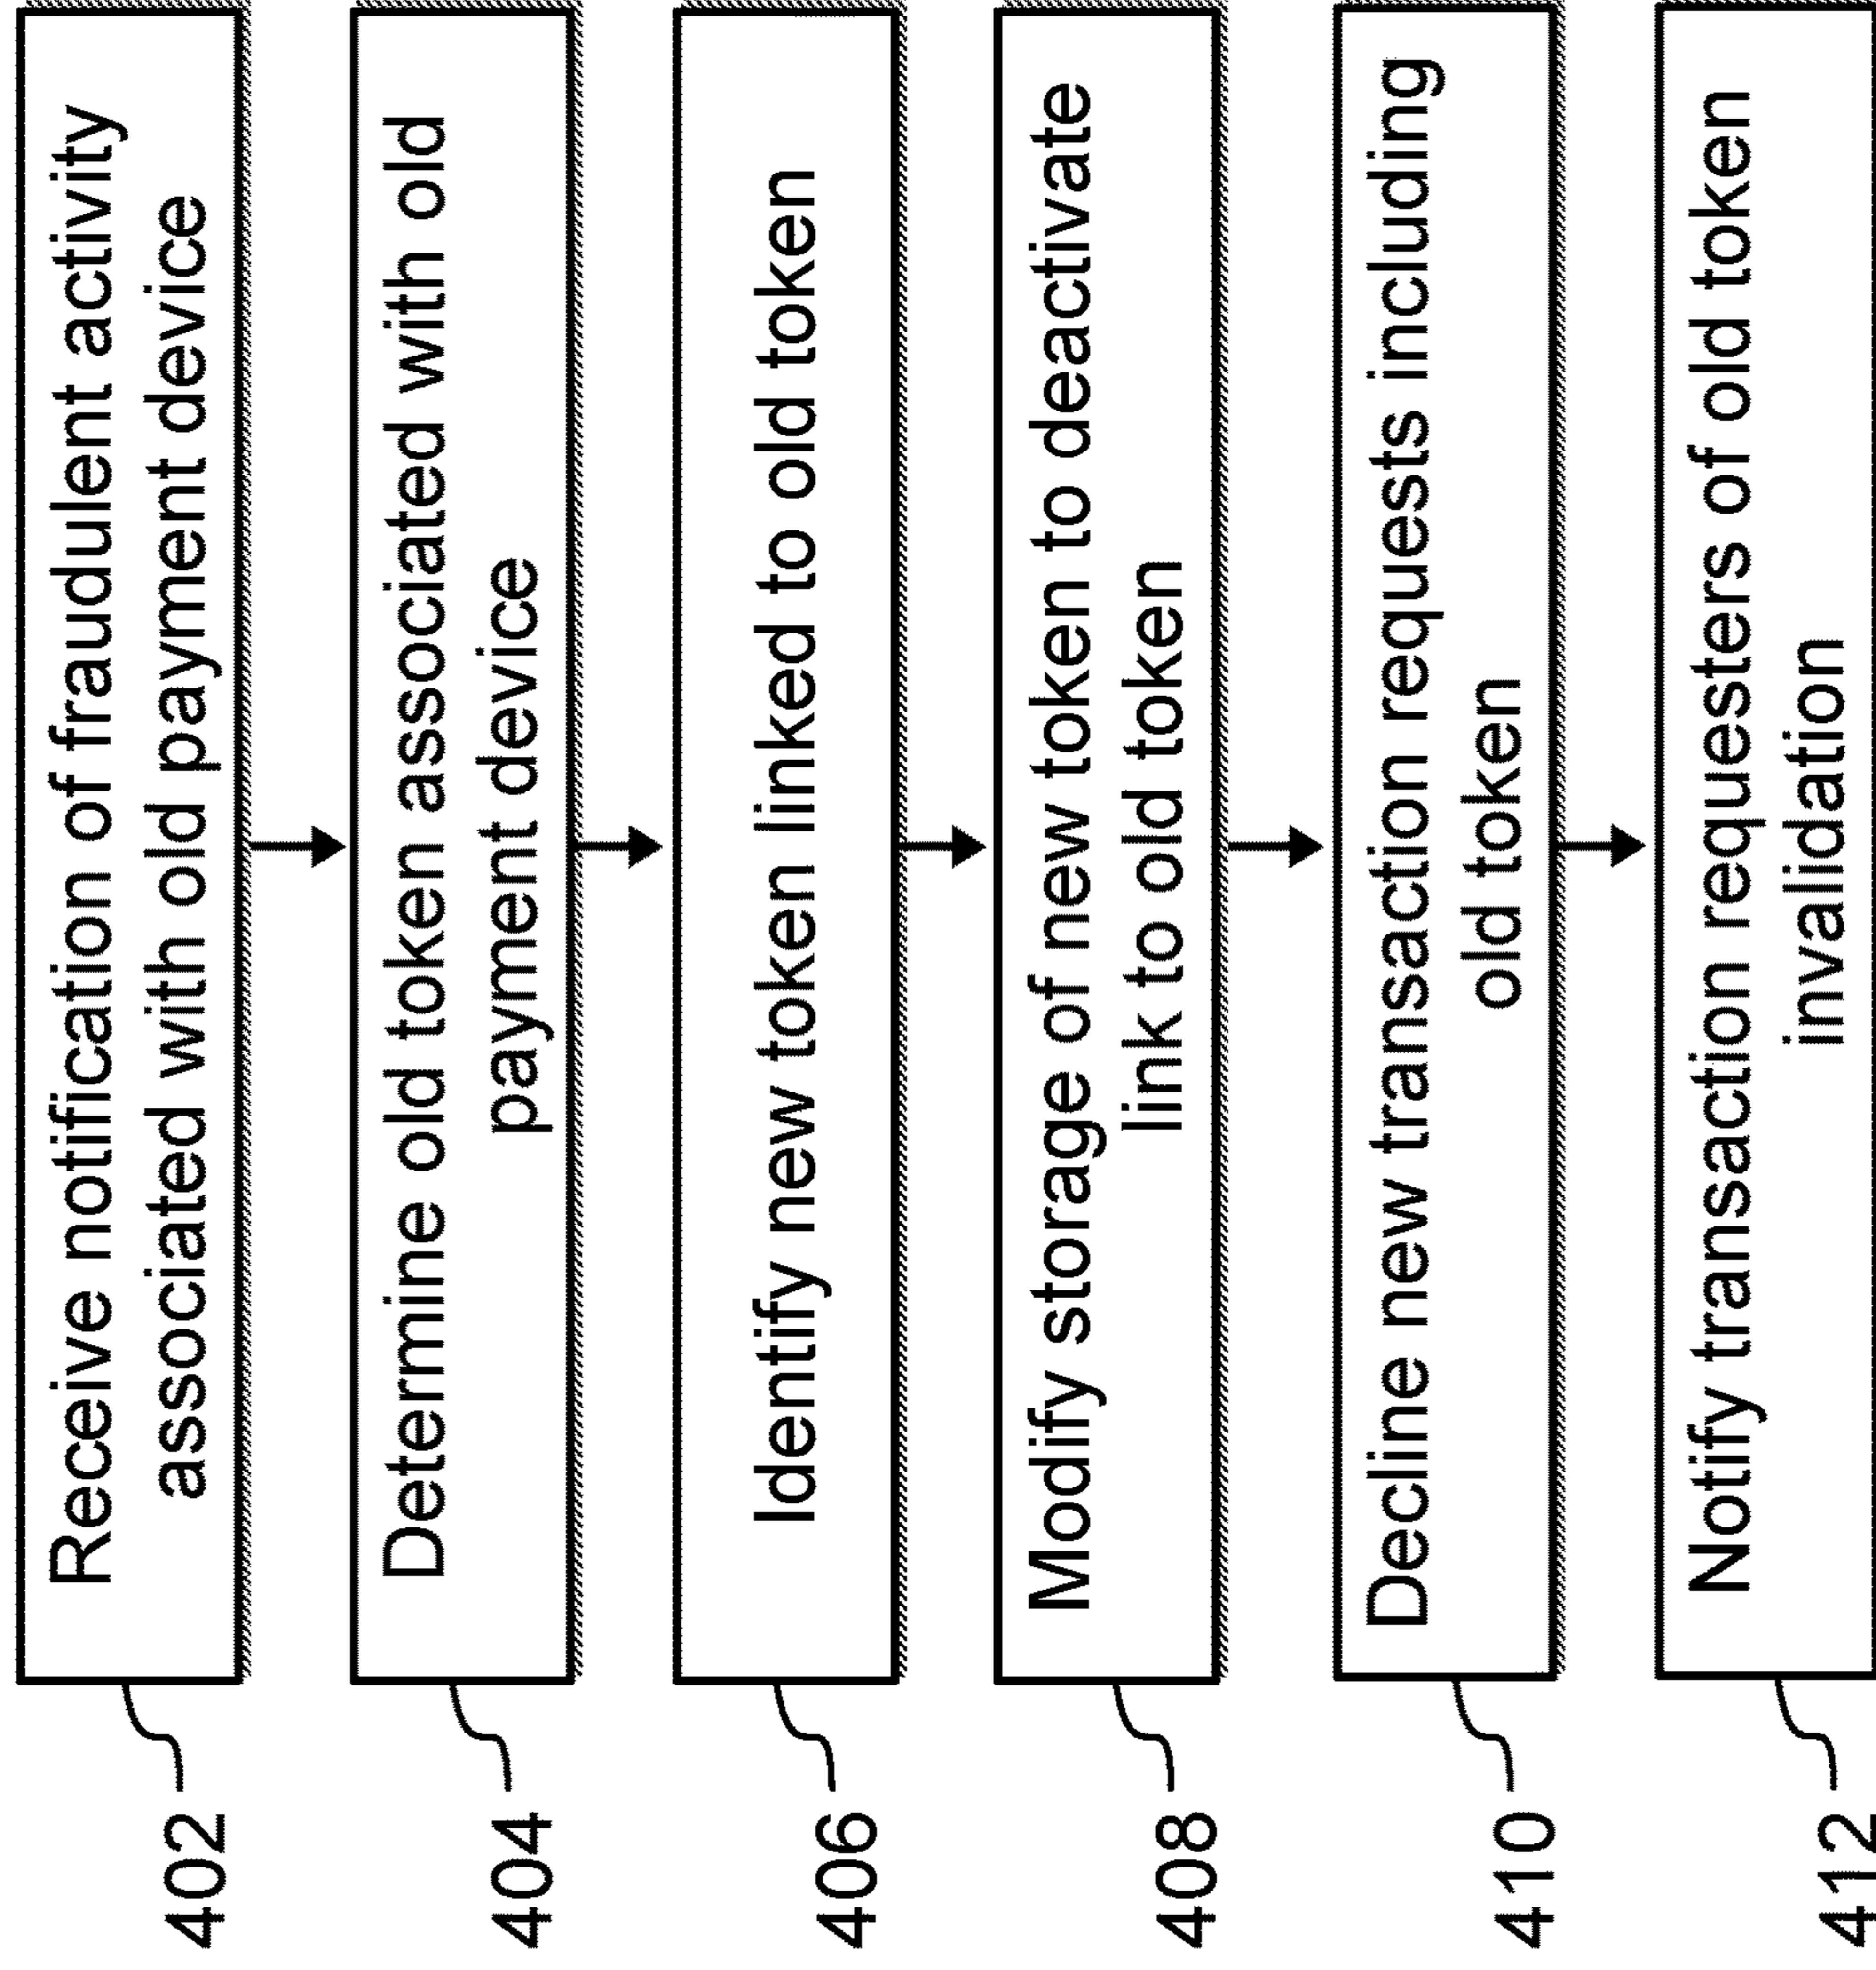 Receive notification of fraudulent activity
associated with old payment device
402
Determine old token associated with old
payment device
404
Identify new token linked to old token
406
Modify storage of new token to deactivate
link to old token
408
Decline new transaction requests including
old token
410
Notify transaction requesters of old token
invalidation
412